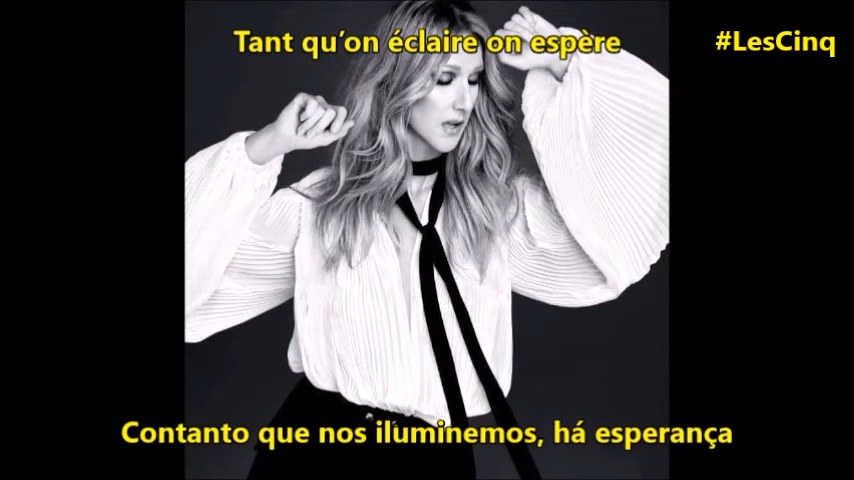 Tant qu’on éclaire on espère
#LesCinq
Contanto que nos iluminemos, há esperança